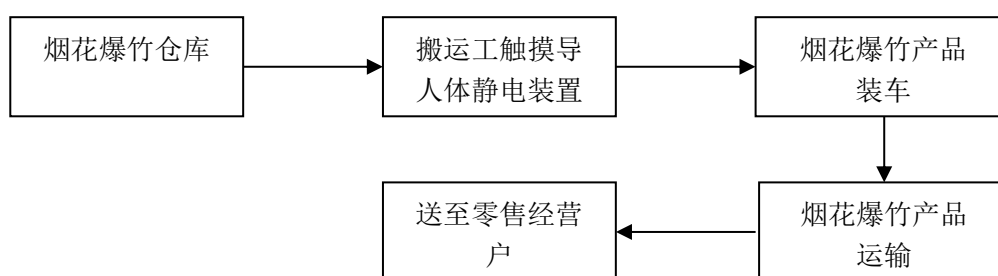 烟花爆竹仓库
搬运工触摸导
人体静电装置
烟花爆竹产品
装车
烟花爆竹产品
运输
送至零售经营
户